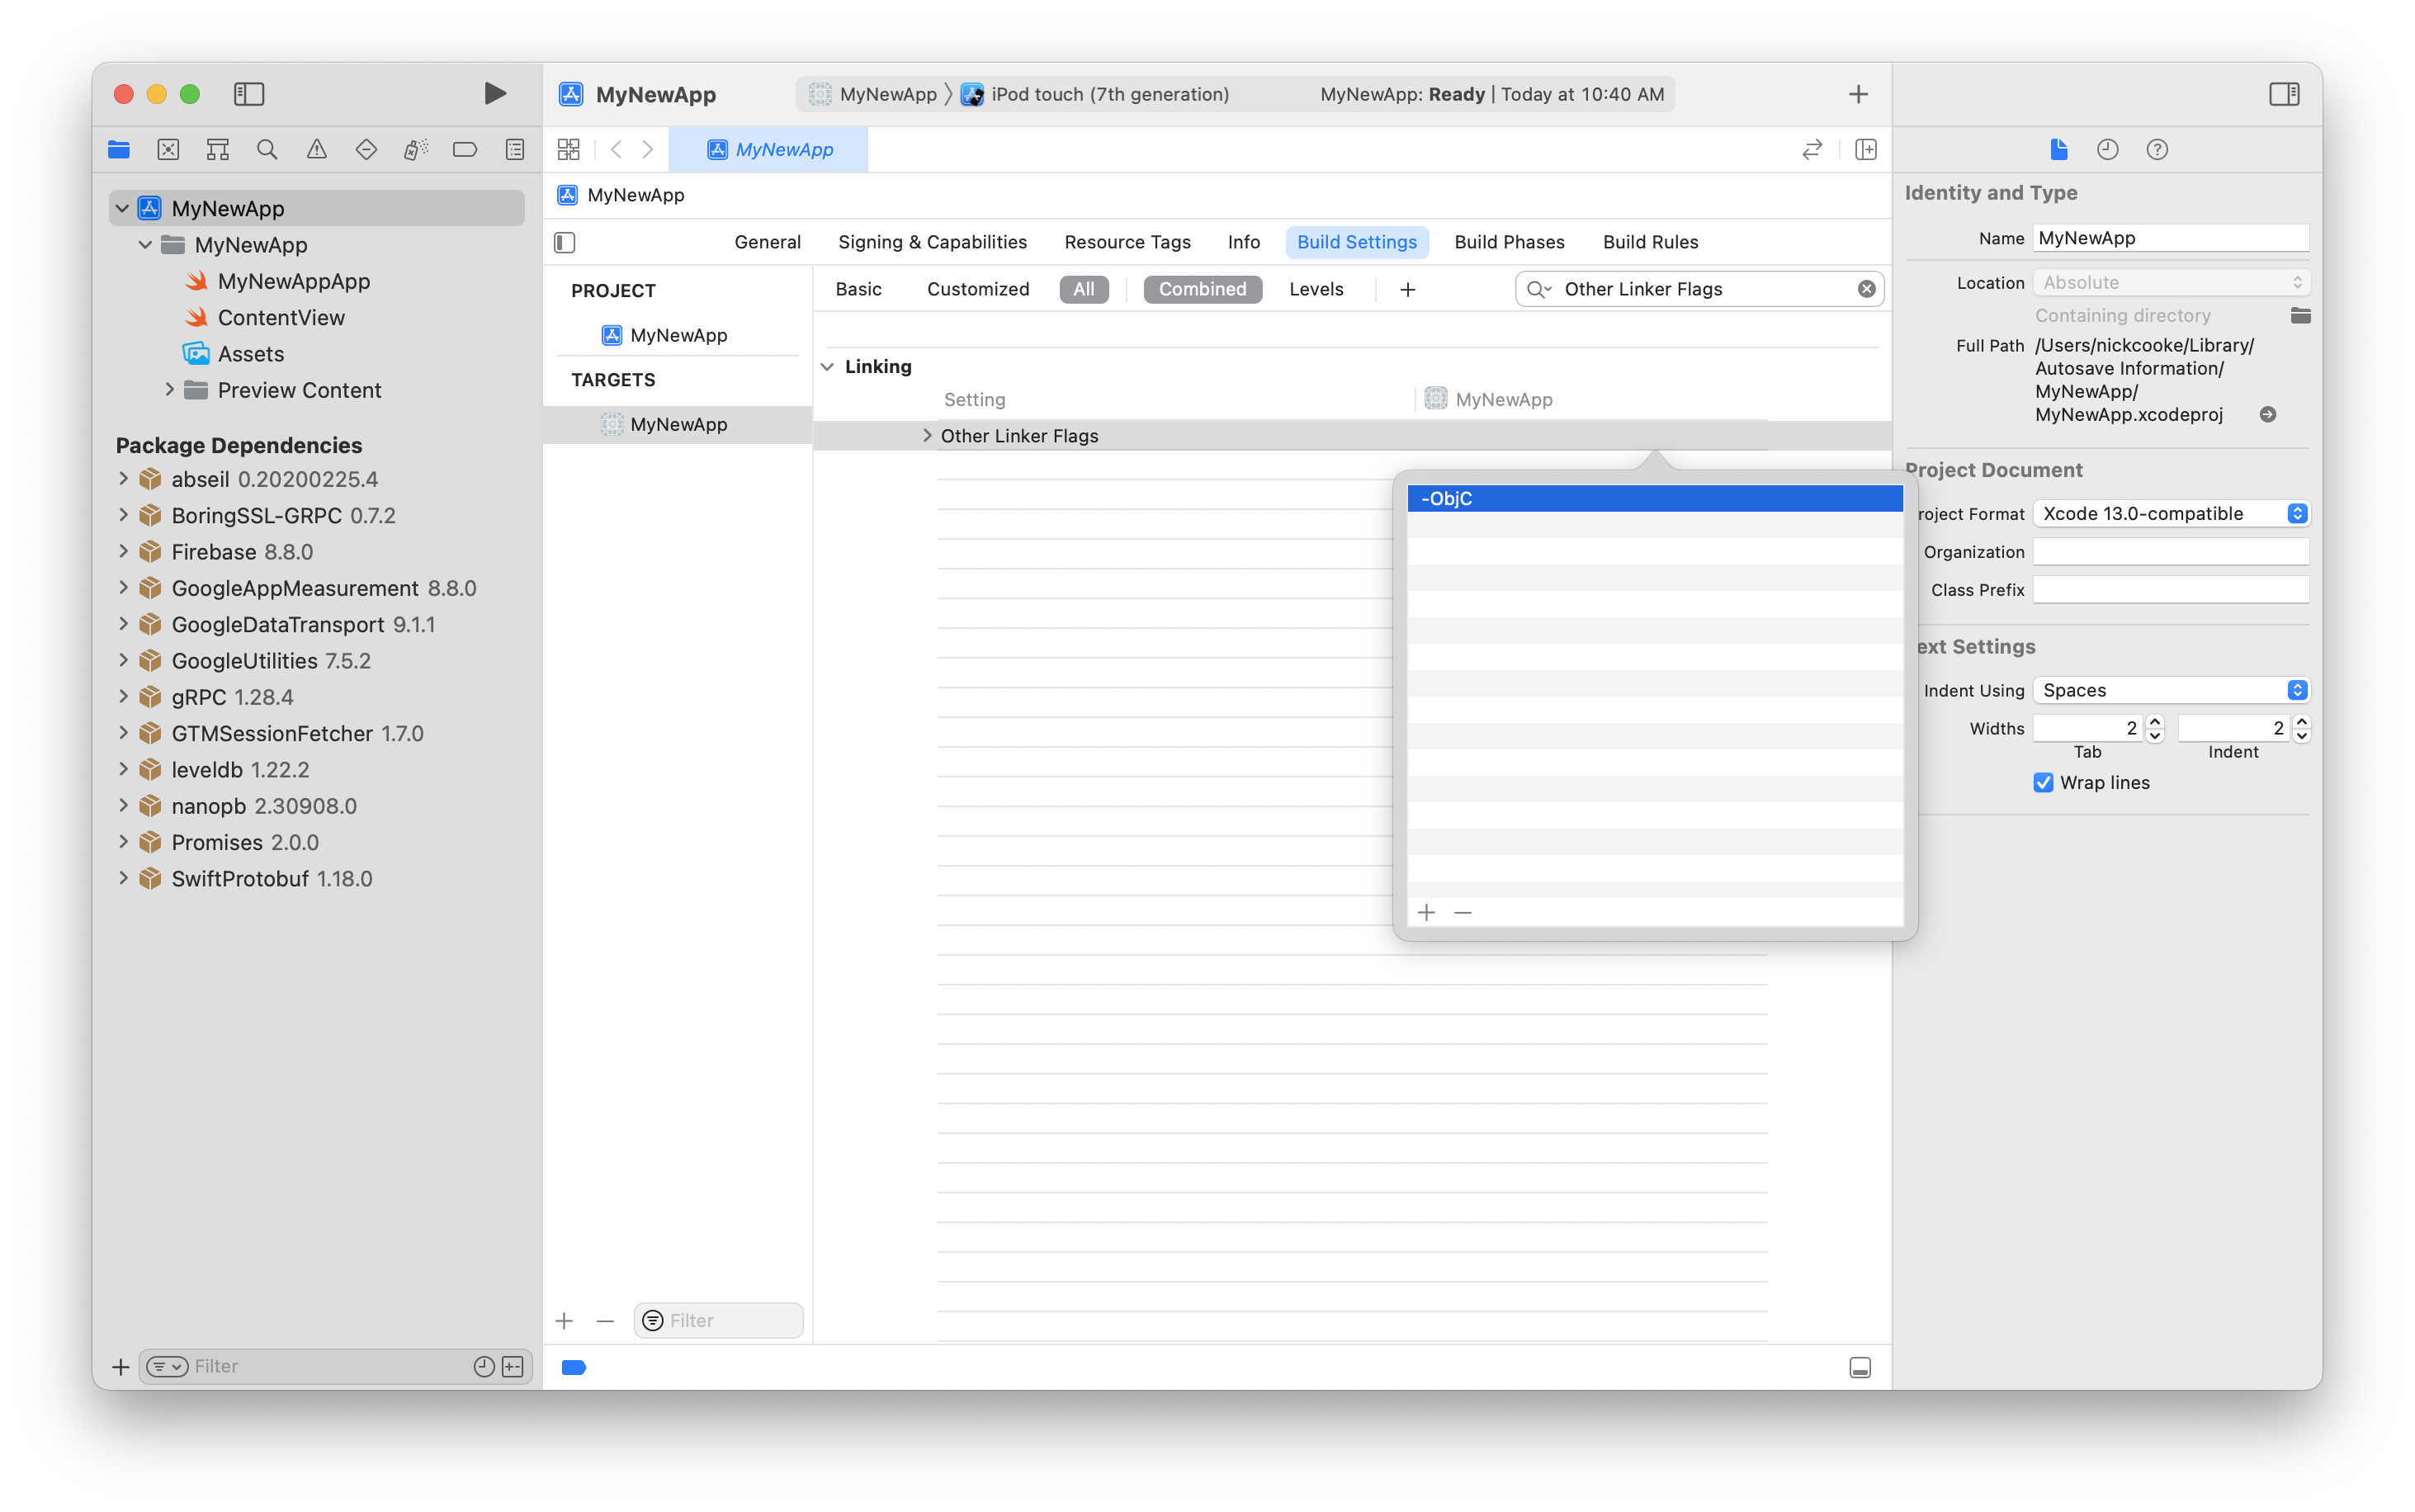 MyNewApp
MyNewApp
iPod touch (7th generation)
MyNewApp: Ready | Today at 10:40 AM
MyNewApp
MyNewApp
MyNewApp
MyNewApp
MyNewAppApp
ContentView
Assets
Preview Content
Package Dependencies
abseil 0.20200225.4
BoringSSL-GRPC 0.7.2
Firebase 8.8.0
GoogleAppMeasurement 8.8.0
GoogleDataTransport 9.1.1
GoogleUtilities 7.5.2
gRPC 1.28.4
GTMSessionFetcher 1.7.0
leveldb 1.22.2
nanopb 2.30908.0
Promises 2.0.0
SwiftProtobuf 1.18.0
Filter
General Signing & Capabilities Resource Tags Info Build Settings Build Phases Build Rules
PROJECT
MyNewApp
TARGETS
MyNewApp
Filter
Basic Customized All Combined Levels
Other Linker Flags
Linking
Setting MyNewApp
Other Linker Flags
-ObjC
Identity and Type
Name MyNewApp
Location Absolute
Containing directory
Full Path /Users/nickcooke/Library/
Autosave Information/
MyNewApp/
MyNewApp.xcodeproj
Project Document
roject Format Xcode 13.0-compatible
Organization
Class Prefix
ext Settings
Indent Using Spaces
Widths 2 2
Tab Indent
Wrap lines